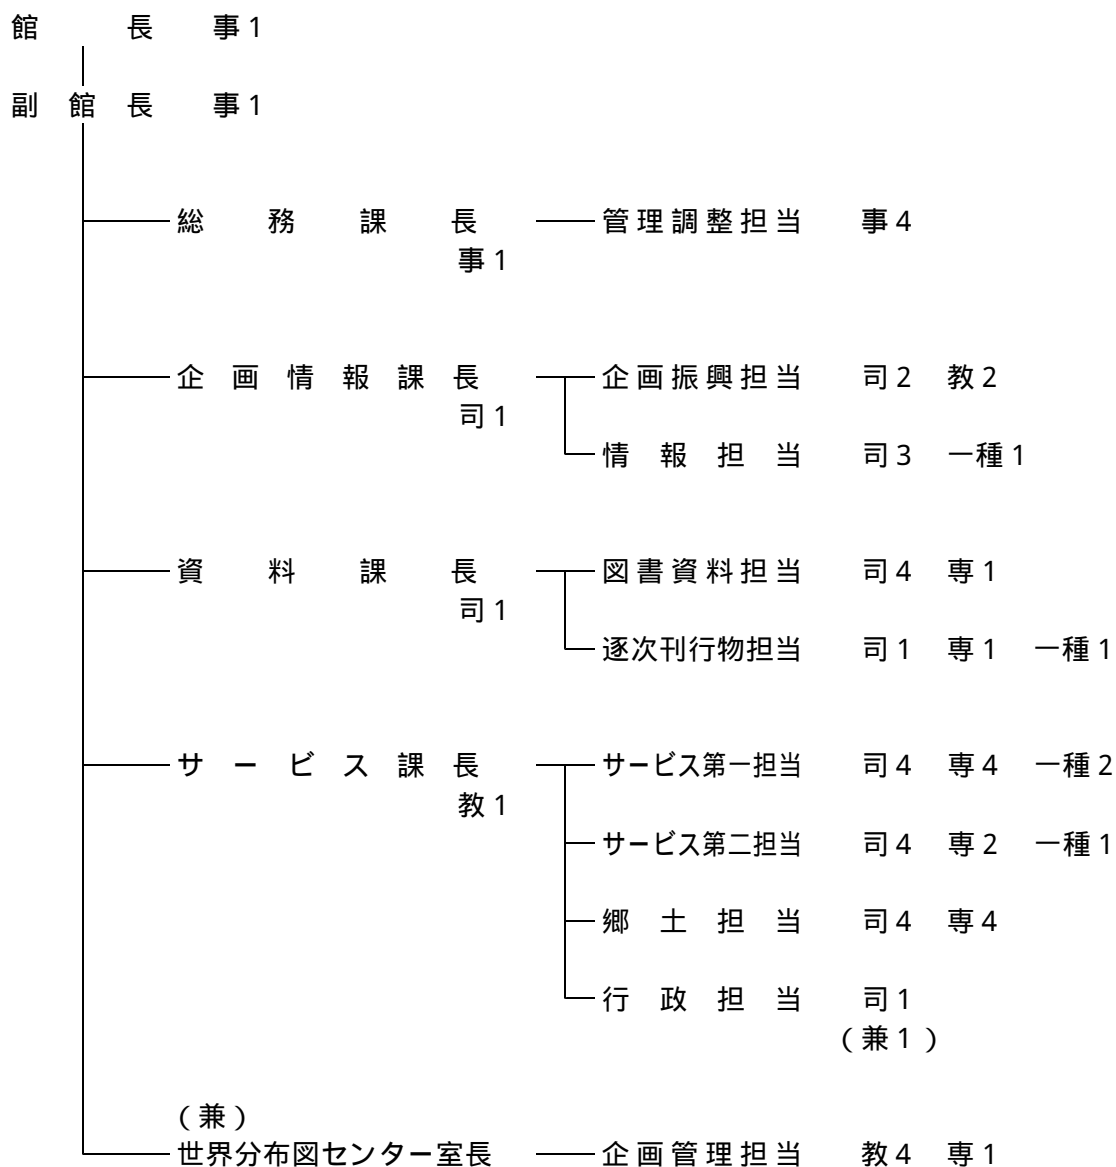 館長 事1
副館長 事1
総務課長 管理調整担当 事4
事1
企画情報課長 企画振興担当 司2 教2
司1
情報担当 司3 一種1
資料課長 図書資料担当 司4 専1
司1
逐次刊行物担当 司1 専1 一種1
サービス課長 サービス第一担当 司4 専4 一種2
教1
サービス第二担当 司4 専2 一種1
郷土担当 司4 専4
行政担当 司1
(兼1)
(兼)
世界分布図センター室長 企画管理担当 教4 専1